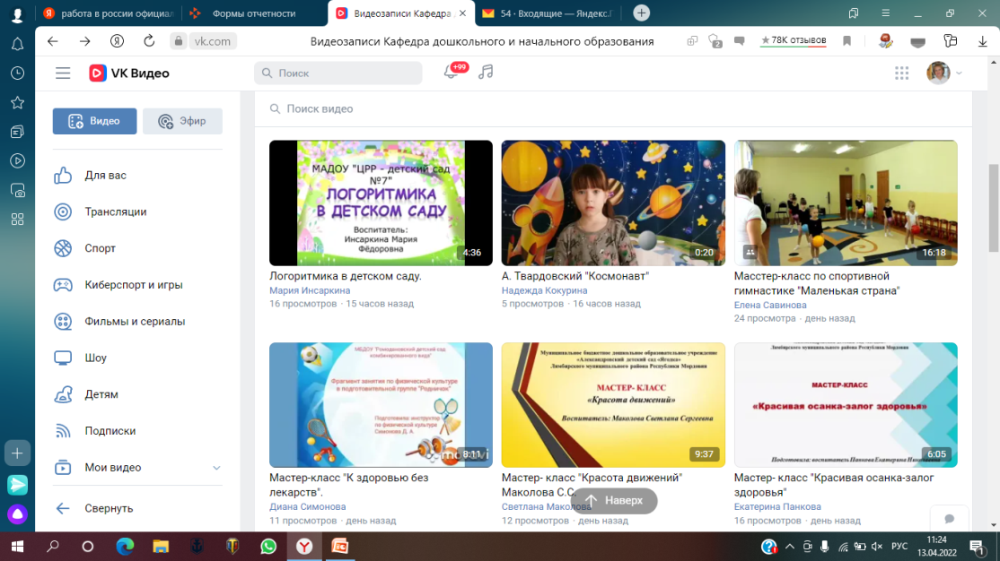 работа в россии официал
Формы отчетности
Видеозаписи Кафедра
54 · Входящие — Яндекс.
vk.com
Видеозаписи Кафедра дошкольного и начального образования
2
★ 78K отзывов
VK Видео
Поиск
+99
Видео
Эфир
Для вас
Трансляции
Спорт
Киберспорт и игры
Фильмы и сериалы
Шоу
Детям
Подписки
Мои видео
Свернуть
Поиск видео
МАДОУ "ЦРР - детский сад
№7"
ЛОГОРИТМИКА
В ДЕТСКОМ САДУ
Воспитатель:
Инсаркина Мария
Фёдоровна
4:36
Логоритмика в детском саду.
Мария Инсаркина
16 просмотров · 15 часов назад
0:20
А. Твардовский "Космонавт"
Надежда Кокурина
5 просмотров · 16 часов назад
16:18
Масстер-класс по спортивной
гимнастике "Маленькая страна"
Елена Савинова
24 просмотра · день назад
МБДОУ "Ромодановский детский сад
комбинированного вида"
Фрагмент занятия по физической культуре
в подготовительной группе "Родничок"
Подготовила: инструктор
по физической культуре
Симонова Д. А.
8:11
Мастер-класс "К здоровью без
лекарств".
Диана Симонова
11 просмотров · день назад
Муниципальное бюджетное дошкольное образовательное учреждение
«Александровский детский сад «Ягодка»
Лямбирского муниципального района Республики Мордовия
МАСТЕР- КЛАСС
«Красота движений»
Воспитатель: Маколова Светлана Сергеевна
9:37
Мастер- класс "Красота движений"
Маколова С.С.
Светлана Маколова
12 просмотров · день назад
Лямбирского муниципального района Республики Мордовия
МАСТЕР-КЛАСС
«Красивая осанка-залог здоровья»
Подготовила: воспитатель Панкова Екатерина
6:05
Мастер- класс "Красивая осанка-залог
здоровья"
Екатерина Панкова
16 просмотров · день назад
Наверх
РУС
11:24
13.04.2022
1